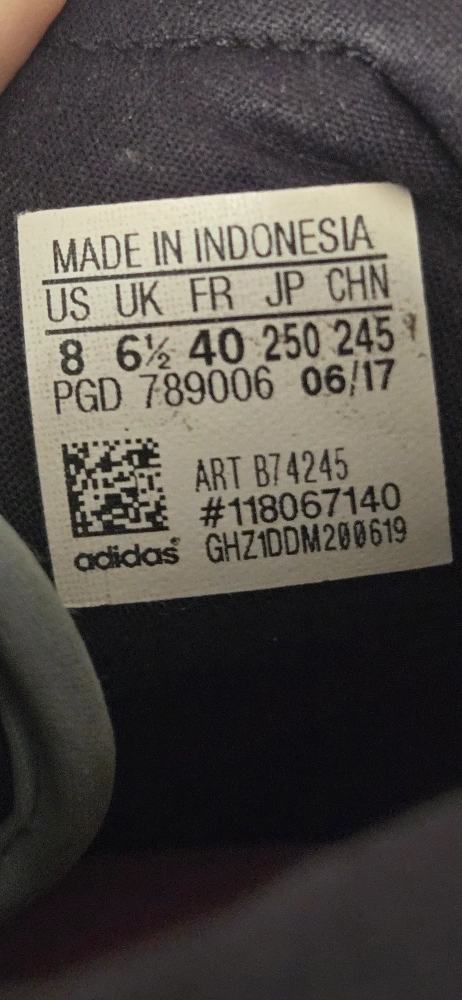 MADE IN INDONESIA
US UK FR JP CHN
8 6½ 40 250 245
PGD 789006 06/17
ART B74245
#118067140
adidas® GHZ1DDM200619